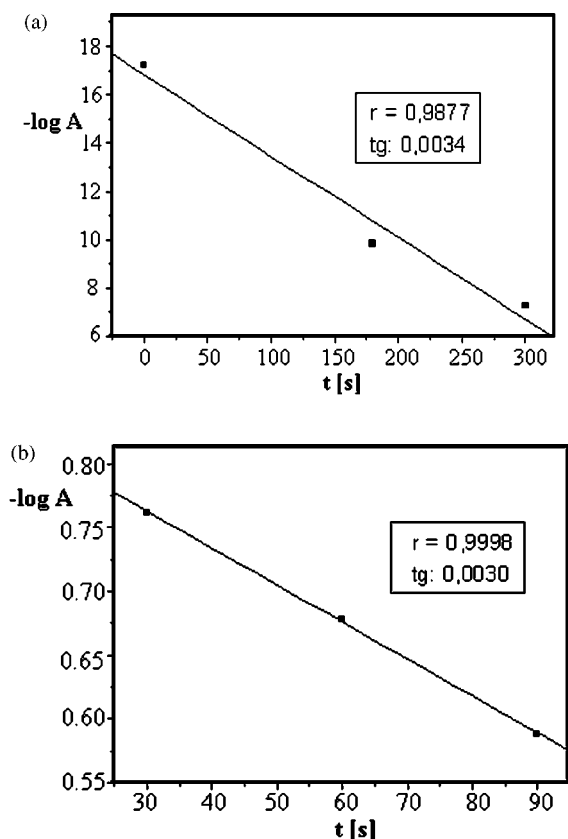 (a)
18
16
-log A
14
12
10
8
6
r = 0,9877
tg: 0,0034
0 50 100 150 200 250 300
t [s]
(b)
0.80
-log A
0.75
0.70
0.65
0.60
0.55
r = 0,9998
tg: 0,0030
30 40 50 60 70 80 90
t [s]